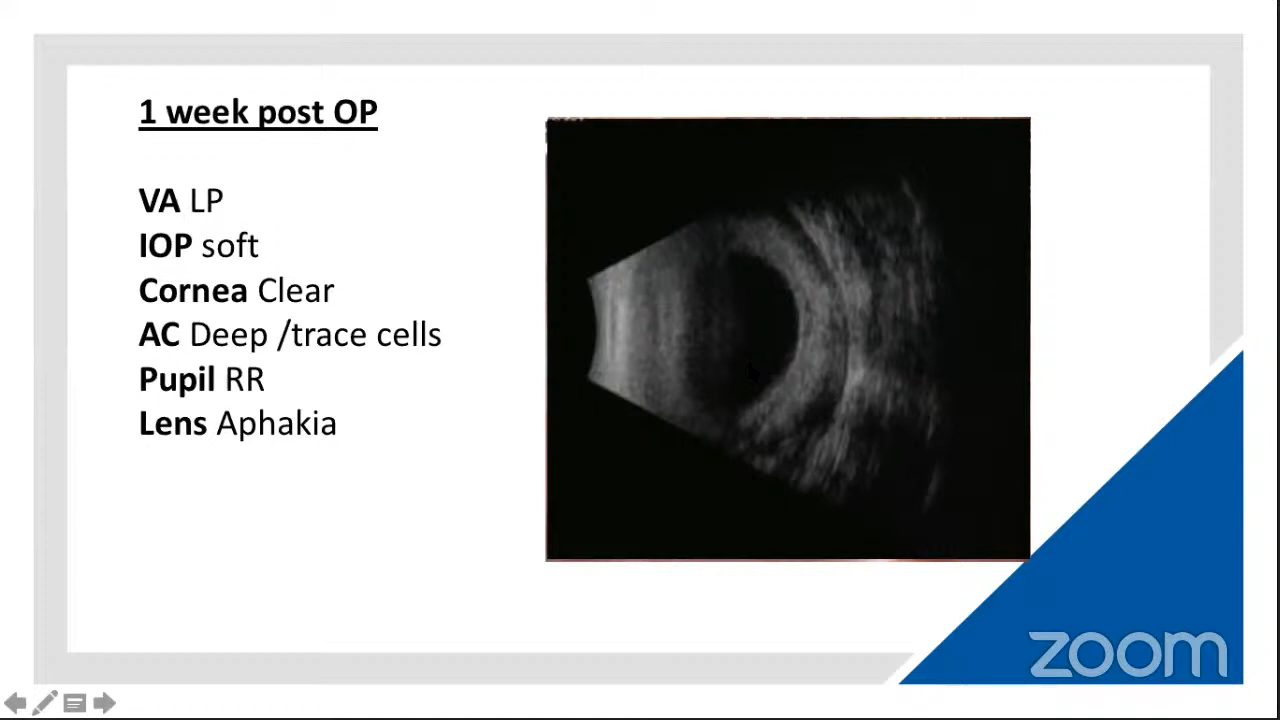 1 week post OP
VA LP
IOP soft
Cornea Clear
AC Deep /trace cells
Pupil RR
Lens Aphakia
zoom